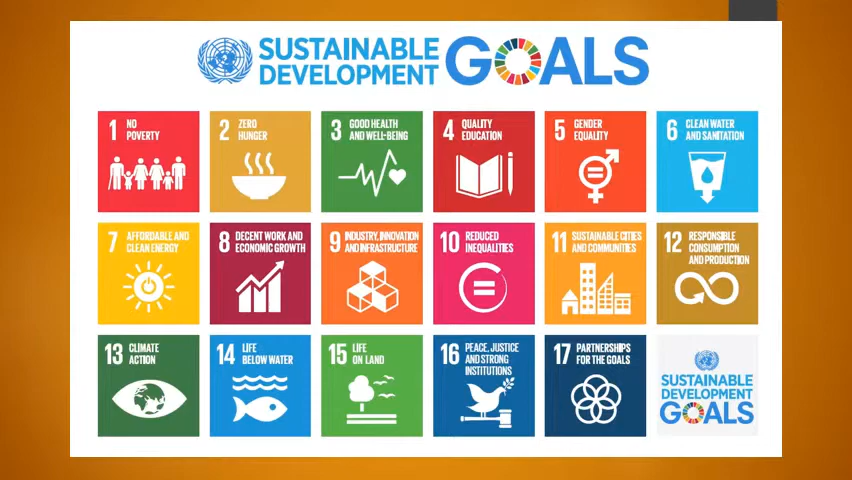 SUSTAINABLE
DEVELOPMENT
GOALS
1 NO
POVERTY
2 ZERO
HUNGER
3 GOOD HEALTH
AND WELL-BEING
4 QUALITY
EDUCATION
5 GENDER
EQUALITY
6 CLEAN WATER
AND SANITATION
7 AFFORDABLE AND
CLEAN ENERGY
8 DECENT WORK AND
ECONOMIC GROWTH
9 INDUSTRY, INNOVATION
AND INFRASTRUCTURE
10 REDUCED
INEQUALITIES
11 SUSTAINABLE CITIES
AND COMMUNITIES
12 RESPONSIBLE
CONSUMPTION
AND PRODUCTION
13 CLIMATE
ACTION
14 LIFE
BELOW WATER
15 LIFE
ON LAND
16 PEACE, JUSTICE
AND STRONG
INSTITUTIONS
17 PARTNERSHIPS
FOR THE GOALS
SUSTAINABLE
DEVELOPMENT
GOALS